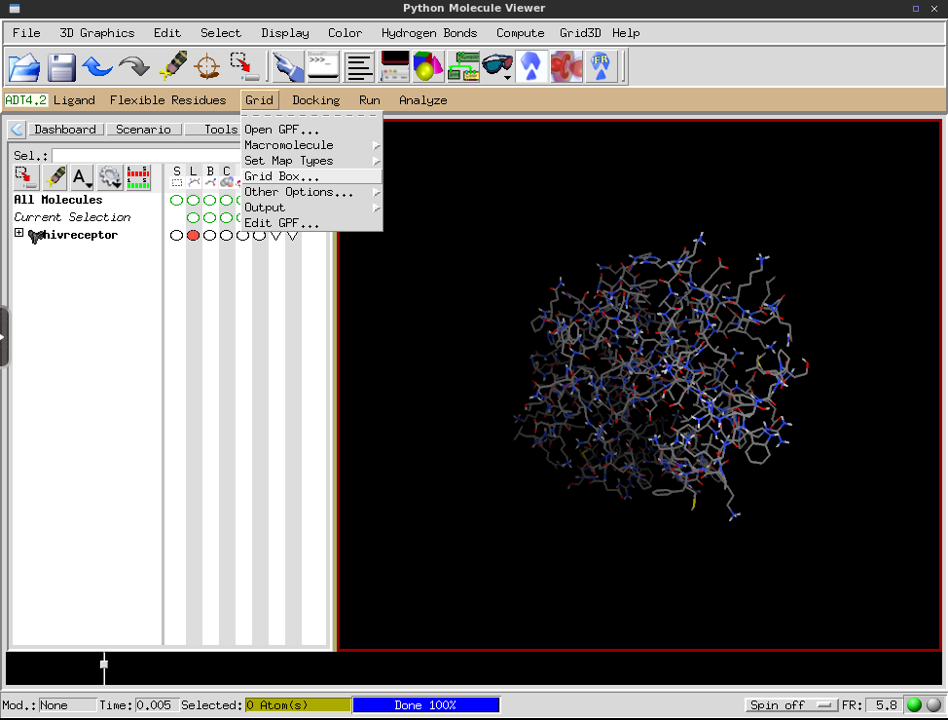 Python Molecule Viewer
File 3D Graphics Edit Select Display Color Hydrogen Bonds Compute Grid3D Help
ADT4.2 Ligand Flexible Residues Grid Docking Run Analyze
Dashboard Scenario Tools
Open GPF...
Macromolecule
Set Map Types
Grid Box...
Other Options...
Output
Edit GPF...
Sel.:
S L B C
All Molecules
Current Selection
hivreceptor
Mod.: None Time: 0.005 Selected: 0 Atom(s) Done 100% Spin off FR: 5.8